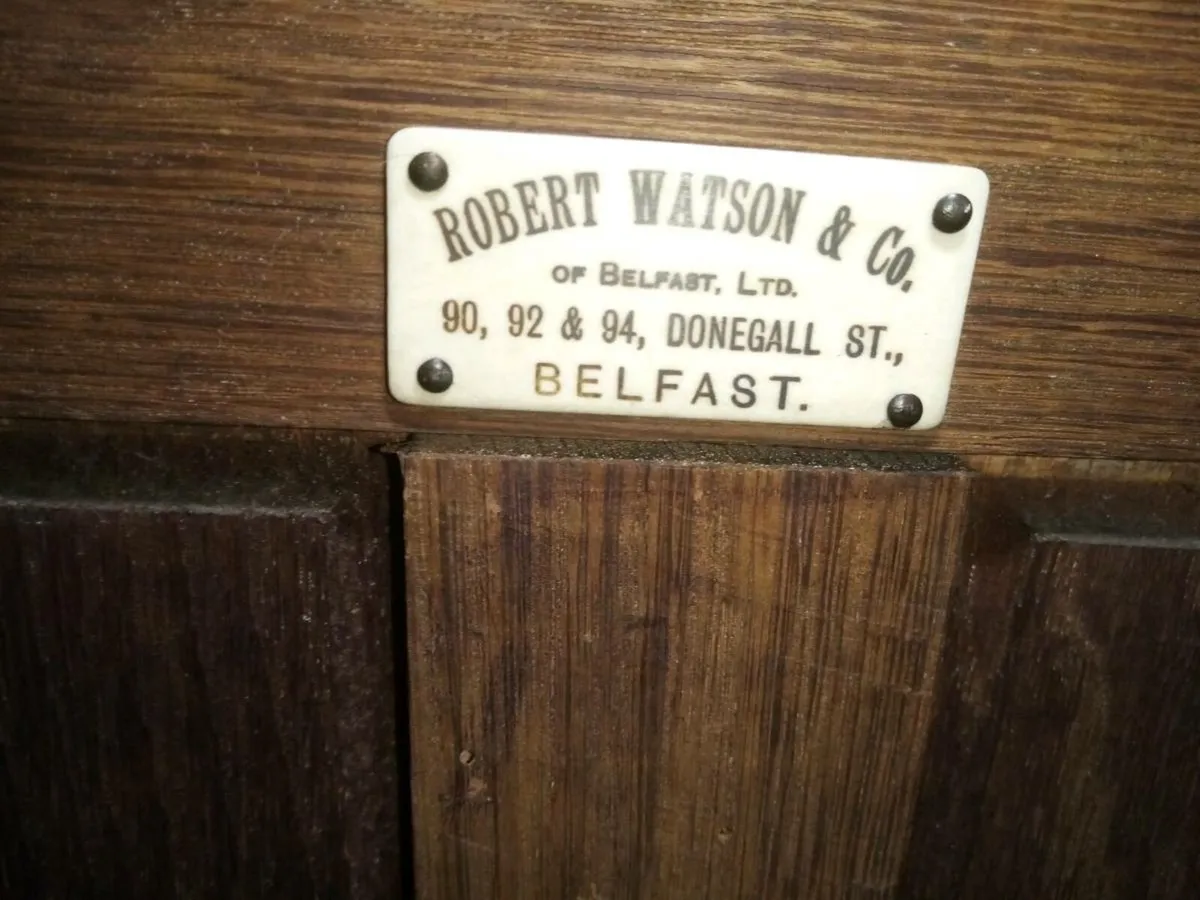 ROBERT WATSON & CO.
OF BELFAST, LTD.
90, 92 & 94, DONEGALL ST.,
BELFAST.